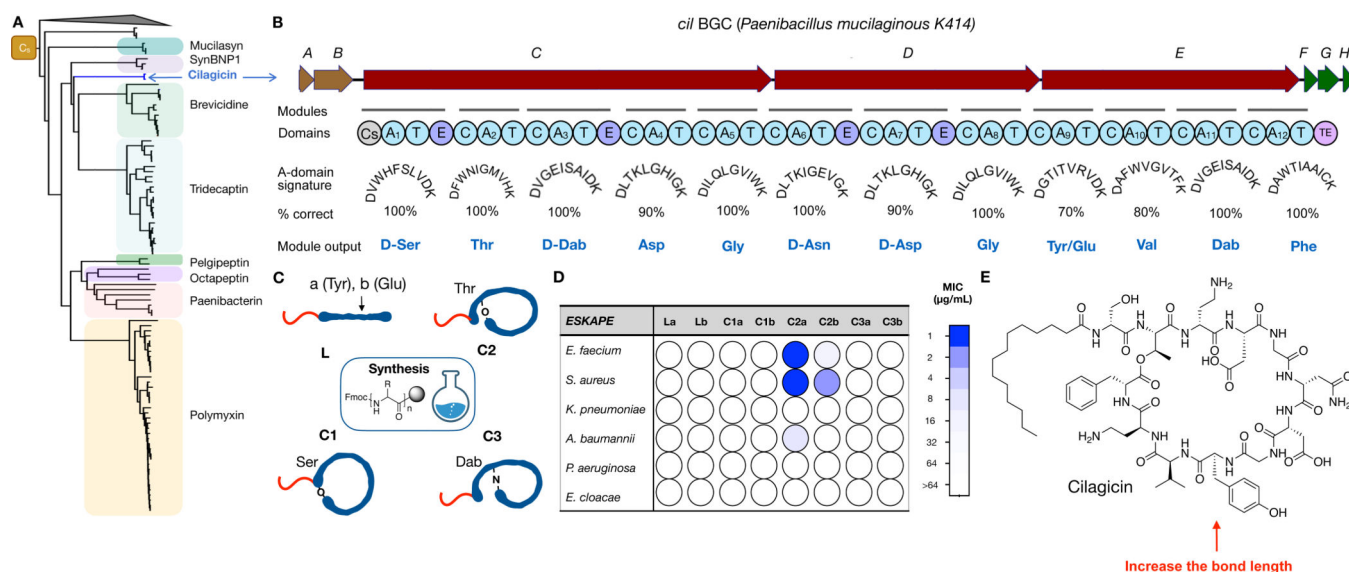 A
Cs
Mucilasyn
SynBNP1
Cilagicin
Brevicidine
Tridecaptin
Pelgipeptin
Octapeptin
Paenibacterin
Polymyxin
B
cil BGC (Paenibacillus mucilaginous K414)
A B C D E F G H
Modules
Domains
Cs A1 T E C A2 T C A3 T E C A4 T C A5 T C A6 T E C A7 T E C A8 T C A9 T C A10 T C A11 T C A12 T TE
A-domain
signature
DVWHFSLVDK DFWNIGMVHK DVGEISAIDK DLTKLGHIGK DILQLGVIWK DLTKIGEVGK DLTKLGHIGK DILQLGVIWK DGTITVRVDK DAFWVGVTFK DVGEISAIDK DAWTIAAICK
% correct
100% 100% 100% 90% 100% 100% 90% 100% 70% 80% 100% 100%
Module output
D-Ser Thr D-Dab Asp Gly D-Asn D-Asp Gly Tyr/Glu Val Dab Phe
C
a (Tyr), b (Glu)
Thr
O
C2
L
Synthesis
Fmoc
H
N
R
O
n
C1
Ser
O
C3
Dab
N
D
ESKAPE La Lb C1a C1b C2a C2b C3a C3b
E. faecium
S. aureus
K. pneumoniae
A. baumannii
P. aeruginosa
E. cloacae
MIC
(µg/mL)
1
2
4
8
16
32
64
>64
E
OH
NH2
O
H
N
O
HO
O
O
NH
H2N
NH2
OH
OH
Cilagicin
Increase the bond length